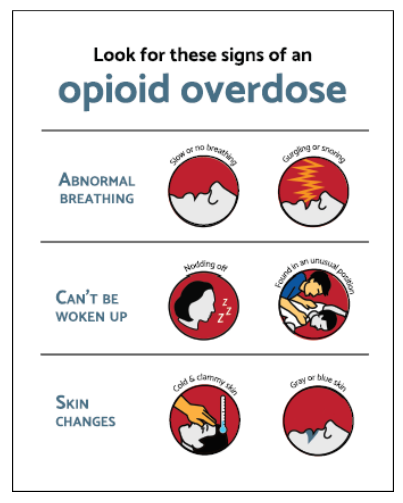 Look for these signs of an
opioid overdose
ABNORMAL
BREATHING
Slow or no breathing
Gurgling or snoring
CAN'T BE
WOKEN UP
Nodding off
z
z
z
Found in an unusual position
SKIN
CHANGES
Cold & clammy skin
Gray or blue skin